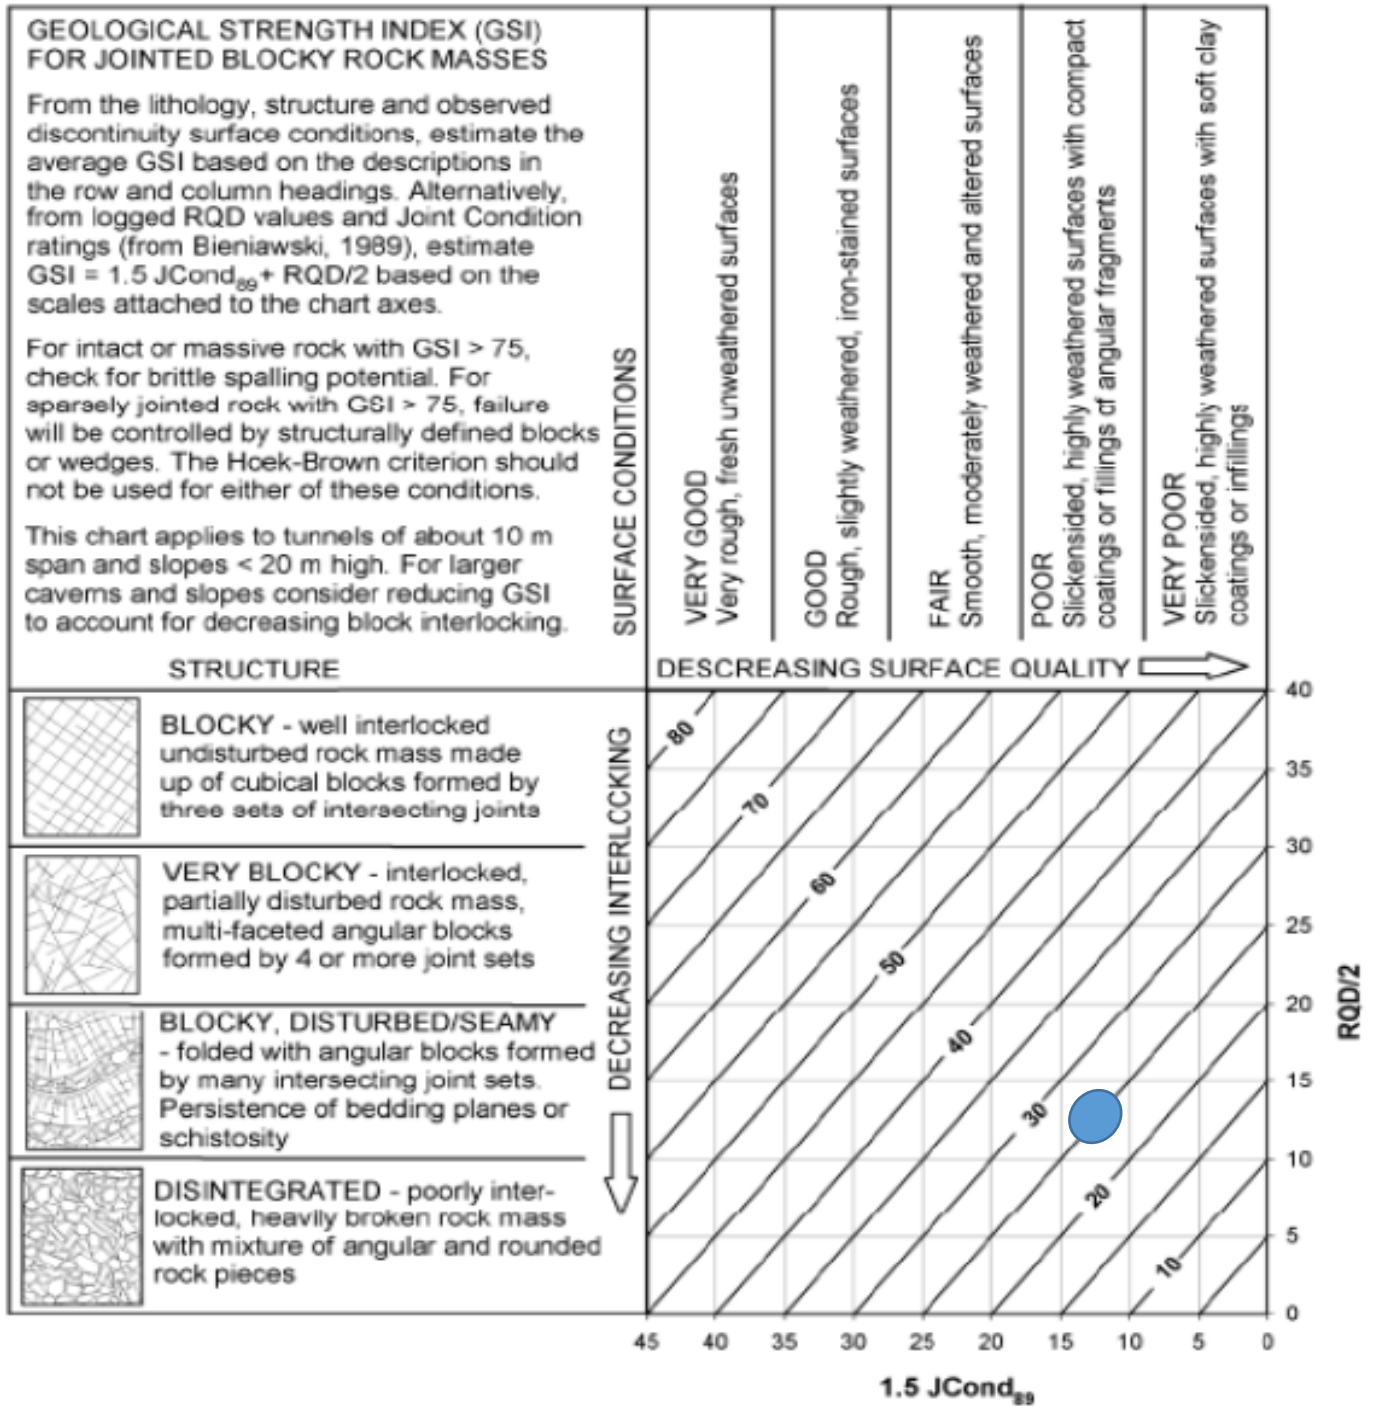 GEOLOGICAL STRENGTH INDEX (GSI)
FOR JOINTED BLOCKY ROCK MASSES
From the lithology, structure and observed
discontinuity surface conditions, estimate the
average GSI based on the descriptions in
the row and column headings. Alternatively,
from logged RQD values and Joint Condition
ratings (from Bieniawski, 1989), estimate
GSI = 1.5 JCond89+ RQD/2 based on the
scales attached to the chart axes.
For intact or massive rock with GSI > 75,
check for brittle spalling potential. For
sparsely jointed rock with GSI > 75, failure
will be controlled by structurally defined blocks
or wedges. The Hoek-Brown criterion should
not be used for either of these conditions.
This chart applies to tunnels of about 10 m
span and slopes < 20 m high. For larger
caverns and slopes consider reducing GSI
to account for decreasing block interlocking.
STRUCTURE
SURFACE CONDITIONS
VERY GOOD
Very rough, fresh unweathered surfaces
GOOD
Rough, slightly weathered, iron-stained surfaces
FAIR
Smooth, moderately weathered and altered surfaces
POOR
Slickensided, highly weathered surfaces with compact
coatings or fillings of angular fragments
VERY POOR
Slickensided, highly weathered surfaces with soft clay
coatings or infillings
DESCREASING SURFACE QUALITY
BLOCKY - well interlocked
undisturbed rock mass made
up of cubical blocks formed by
three sets of intersecting joints
VERY BLOCKY - interlocked,
partially disturbed rock mass,
multi-faceted angular blocks
formed by 4 or more joint sets
BLOCKY, DISTURBED/SEAMY
- folded with angular blocks formed
by many intersecting joint sets.
Persistence of bedding planes or
schistosity
DISINTEGRATED - poorly inter-
locked, heavily broken rock mass
with mixture of angular and rounded
rock pieces
DECREASING INTERLCCKING
80
70
60
50
40
30
20
10
40
35
30
25
20
15
10
5
0
RQD/2
45 40 35 30 25 20 15 10 5 0
1.5 JCond89